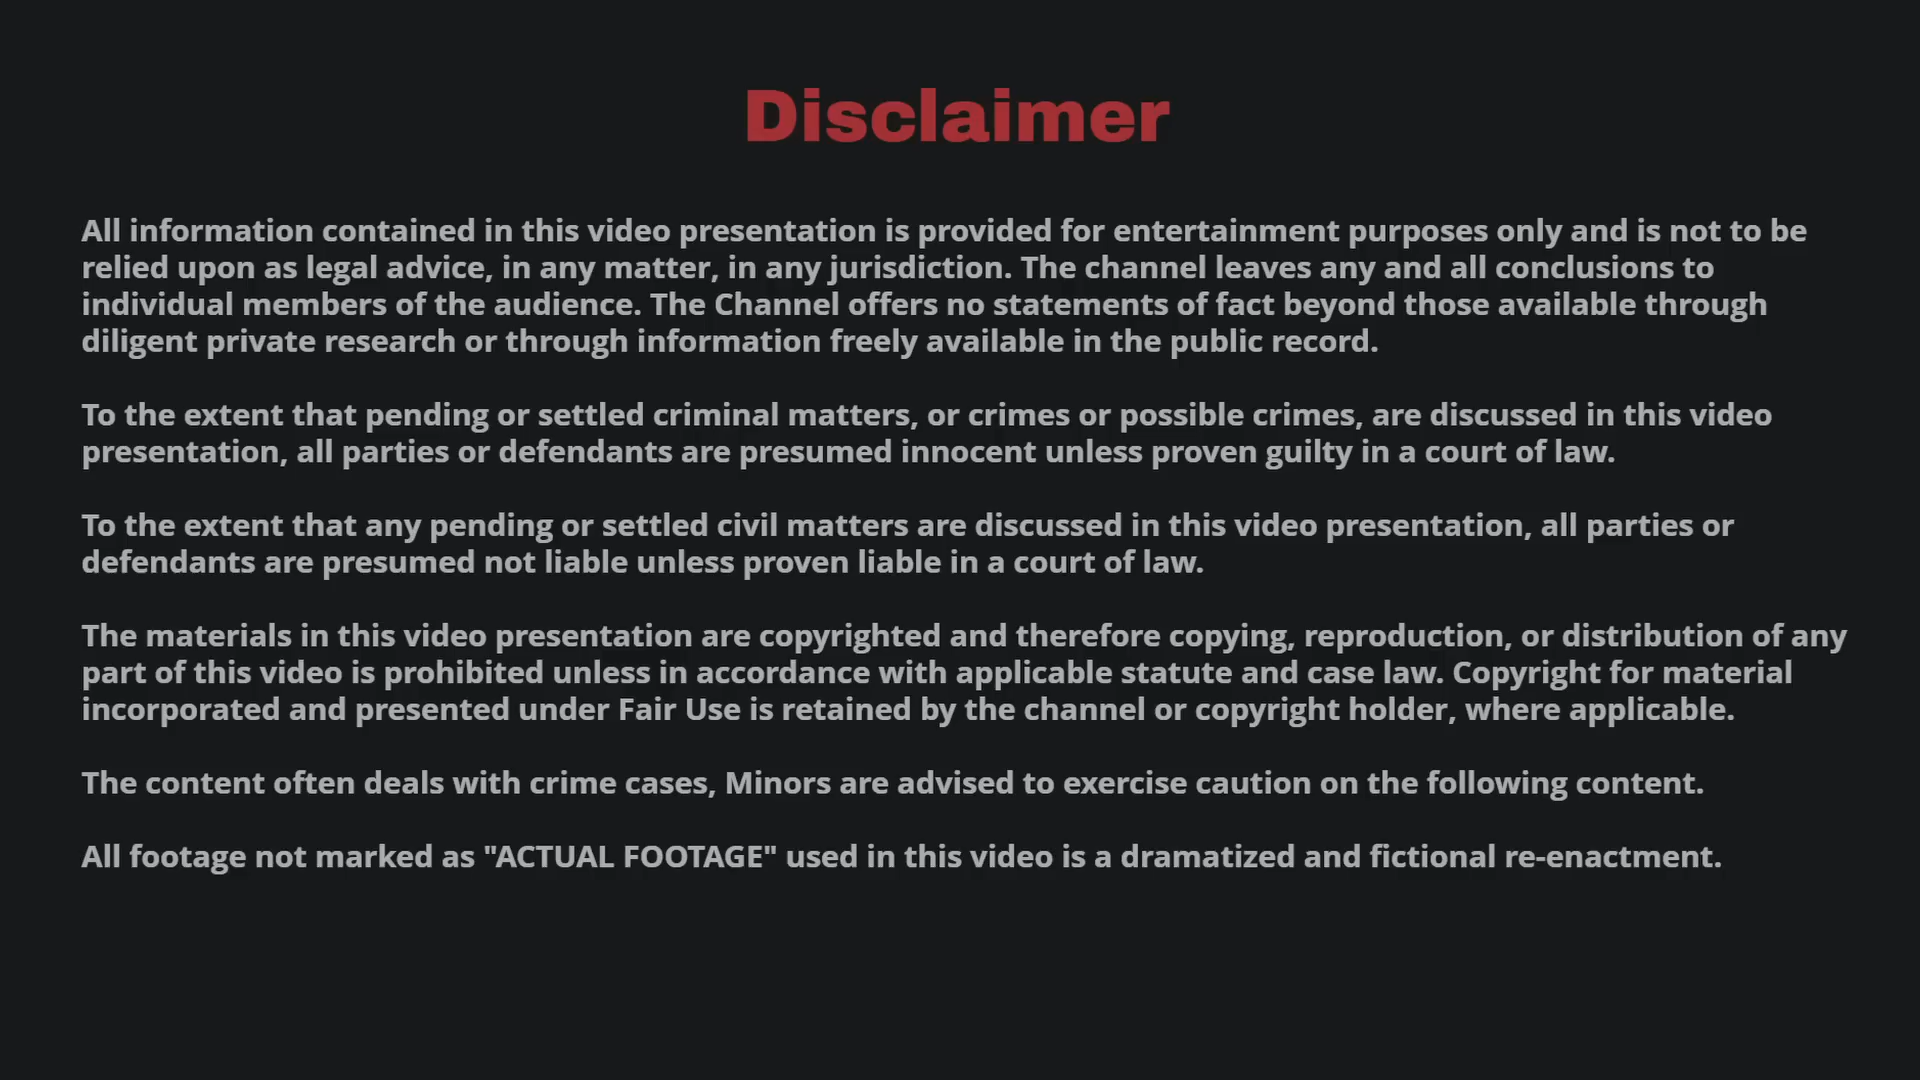 Disclaimer
All information contained in this video presentation is provided for entertainment purposes only and is not to be
relied upon as legal advice, in any matter, in any jurisdiction. The channel leaves any and all conclusions to
individual members of the audience. The Channel offers no statements of fact beyond those available through
diligent private research or through information freely available in the public record.
To the extent that pending or settled criminal matters, or crimes or possible crimes, are discussed in this video
presentation, all parties or defendants are presumed innocent unless proven guilty in a court of law.
To the extent that any pending or settled civil matters are discussed in this video presentation, all parties or
defendants are presumed not liable unless proven liable in a court of law.
The materials in this video presentation are copyrighted and therefore copying, reproduction, or distribution of any
part of this video is prohibited unless in accordance with applicable statute and case law. Copyright for material
incorporated and presented under Fair Use is retained by the channel or copyright holder, where applicable.
The content often deals with crime cases, Minors are advised to exercise caution on the following content.
All footage not marked as "ACTUAL FOOTAGE" used in this video is a dramatized and fictional re-enactment.